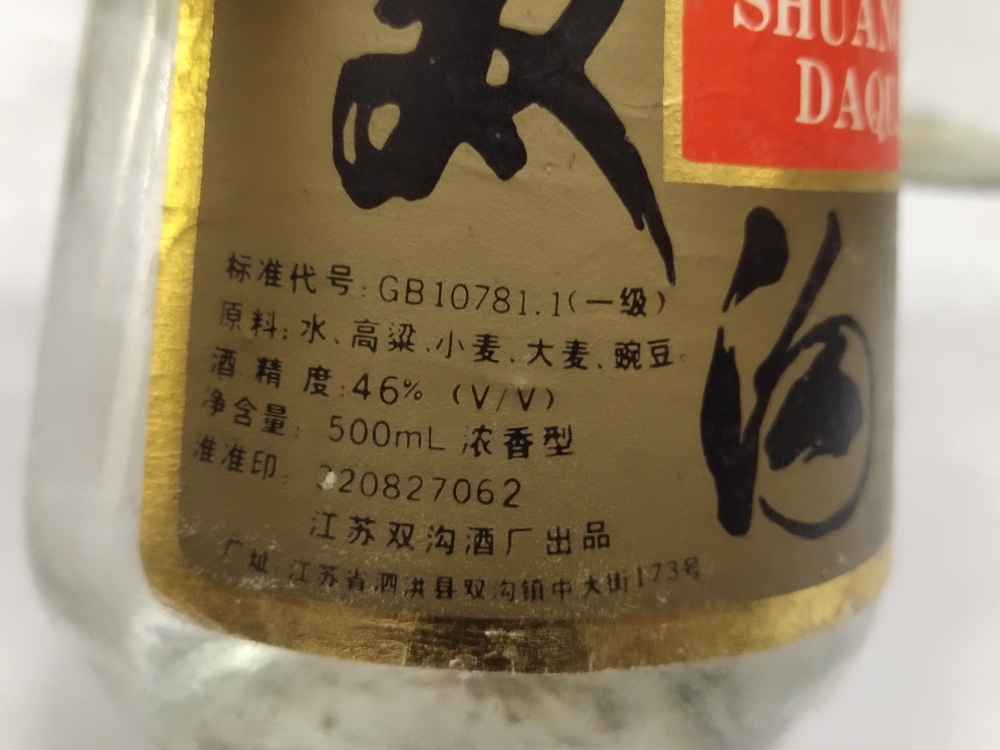 双
沟
SHUAN
DAQU
标准代号:GB10781.1(一级)
原料:水、高粱、小麦、大麦、豌豆。
酒精度:46% (V/V)
净含量: 500mL 浓香型
淮准印: 320827062
江苏双沟酒厂出品
厂址 江苏省泗洪县双沟镇中大街173号